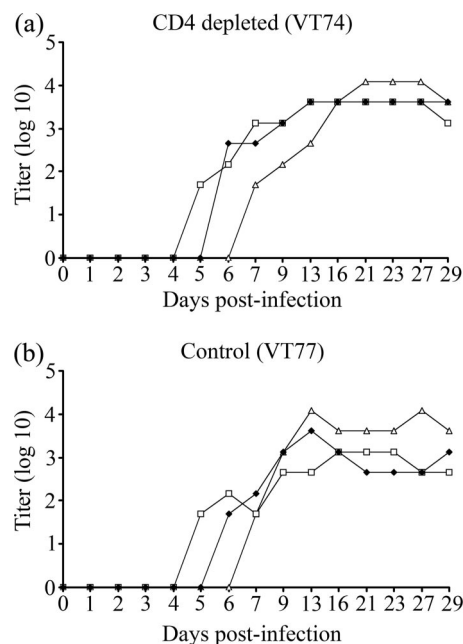 (a) CD4 depleted (VT74)
5
4
3
2
1
0
Titer (log 10)
0 1 2 3 4 5 6 7 9 13 16 21 23 27 29
Days post-infection
(b) Control (VT77)
5
4
3
2
1
0
Titer (log 10)
0 1 2 3 4 5 6 7 9 13 16 21 23 27 29
Days post-infection